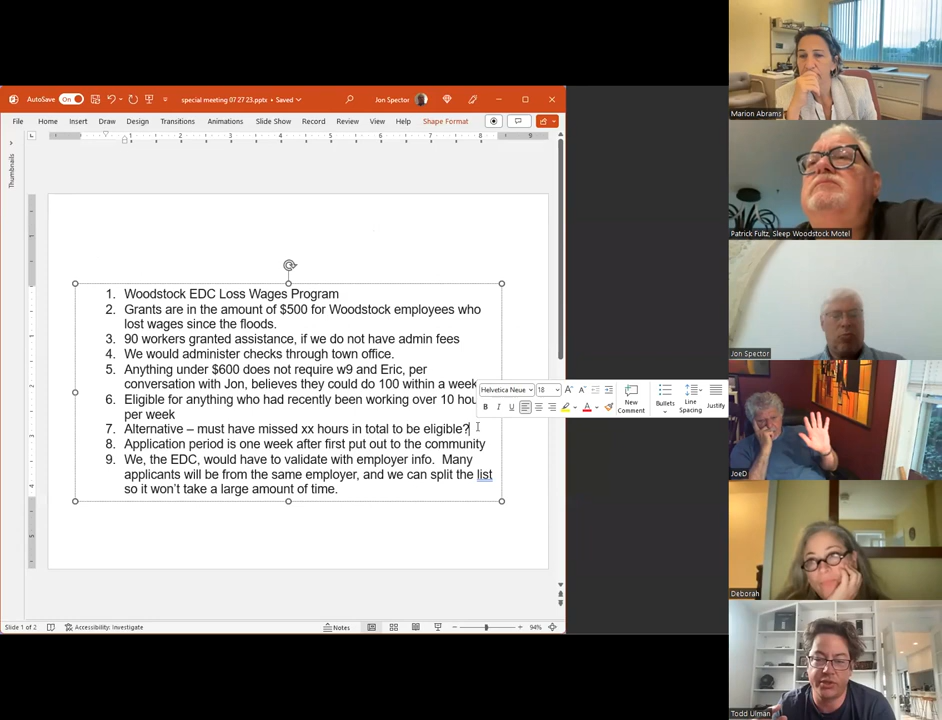 AutoSave On special meeting 07 27 23.pptx • Saved Jon Spector
File Home Insert Draw Design Transitions Animations Slide Show Record Review View Help Shape Format
Thumbnails
1. Woodstock EDC Loss Wages Program
2. Grants are in the amount of $500 for Woodstock employees who
lost wages since the floods.
3. 90 workers granted assistance, if we do not have admin fees
4. We would administer checks through town office.
5. Anything under $600 does not require w9 and Eric, per
conversation with Jon, believes they could do 100 within a week
6. Eligible for anything who had recently been working over 10 hou
per week
7. Alternative – must have missed xx hours in total to be eligible?
8. Application period is one week after first put out to the community
9. We, the EDC, would have to validate with employer info. Many
applicants will be from the same employer, and we can split the list
so it won't take a large amount of time.
Helvetica Neue 18
B I U
New
Comment
Bullets
Line
Spacing
Justify
Slide 1 of 2 Accessibility: Investigate Notes 94%
Marion Abrams
Patrick Fultz, Sleep Woodstock Motel
Jon Spector
JoeD
Deborah
Todd Ulman